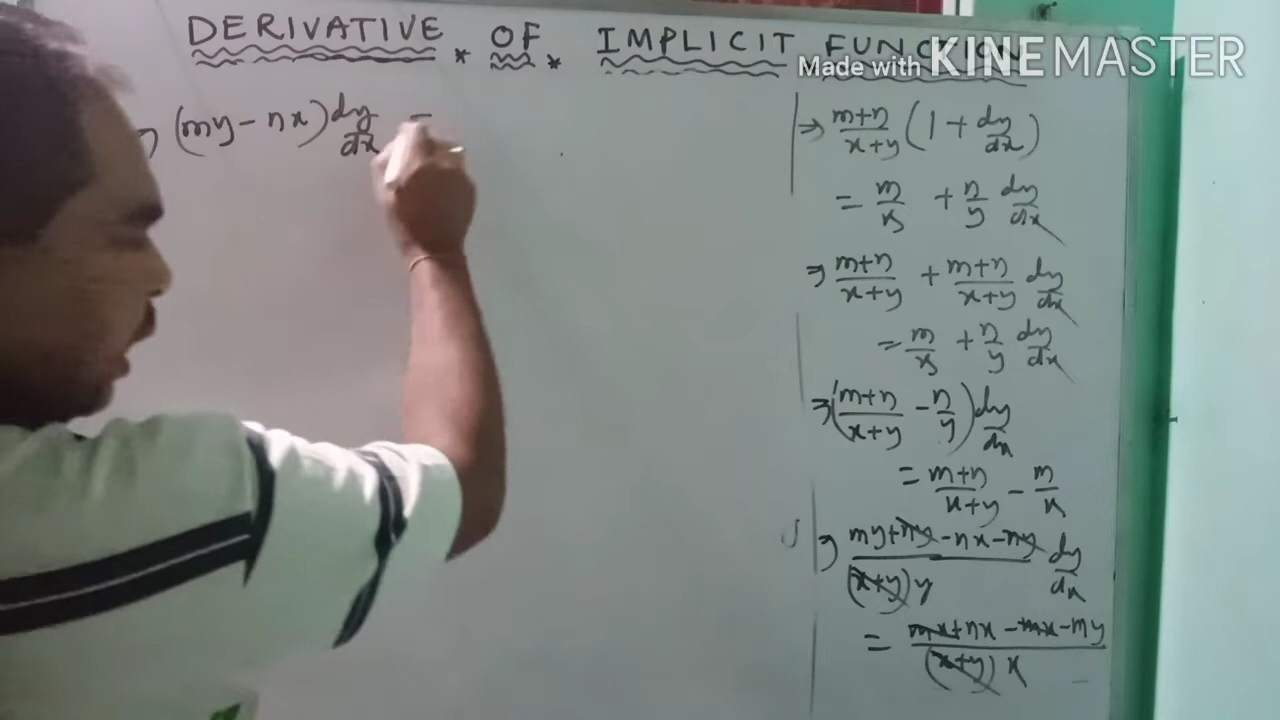 DERIVATIVE OF IMPLICIT FUNCTION
Made with KINEMASTER
(my - nx) dy/dx =
⇒ m+n/x+y (1 + dy/dx)
= m/x + n/y dy/dx
⇒ m+n/x+y + m+n/x+y dy/dx
= m/x + n/y dy/dx
⇒ (m+n/x+y - n/y) dy/dx
= m+n/x+y - m/x
⇒ my+ny-nx-ny/(x+y)y dy/dx
= mx+nx-mx-my/(x+y)x